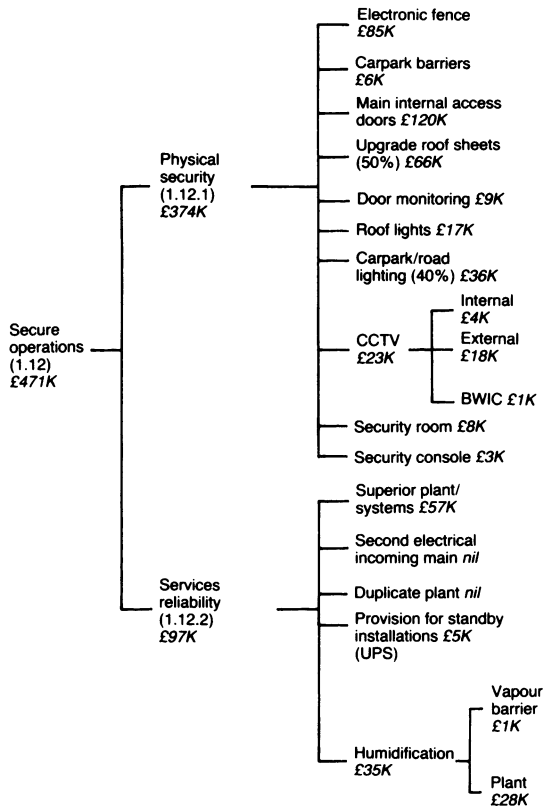 Electronic fence
£85K
Carpark barriers
£6K
Main internal access
doors £120K
Upgrade roof sheets
(50%) £66K
Physical
security
(1.12.1)
£374K
Door monitoring £9K
Roof lights £17K
Carpark/road
lighting (40%) £36K
Internal
£4K
Secure
operations
(1.12)
£471K
CCTV
£23K
External
£18K
BWIC £1K
Security room £8K
Security console £3K
Superior plant/
systems £57K
Second electrical
incoming main nil
Services
reliability
(1.12.2)
£97K
Duplicate plant nil
Provision for standby
installations £5K
(UPS)
Vapour
barrier
£1K
Humidification
£35K
Plant
£28K